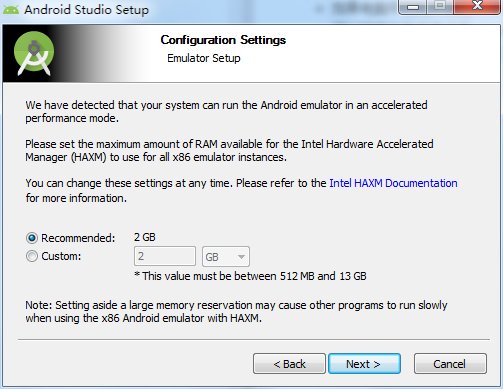 Android Studio Setup
Configuration Settings
Emulator Setup
We have detected that your system can run the Android emulator in an accelerated
performance mode.
Please set the maximum amount of RAM available for the Intel Hardware Accelerated
Manager (HAXM) to use for all x86 emulator instances.
You can change these settings at any time. Please refer to the Intel HAXM Documentation
for more information.
Recommended: 2 GB
Custom: 2 GB
* This value must be between 512 MB and 13 GB
Note: Setting aside a large memory reservation may cause other programs to run slowly
when using the x86 Android emulator with HAXM.
< Back Next > Cancel